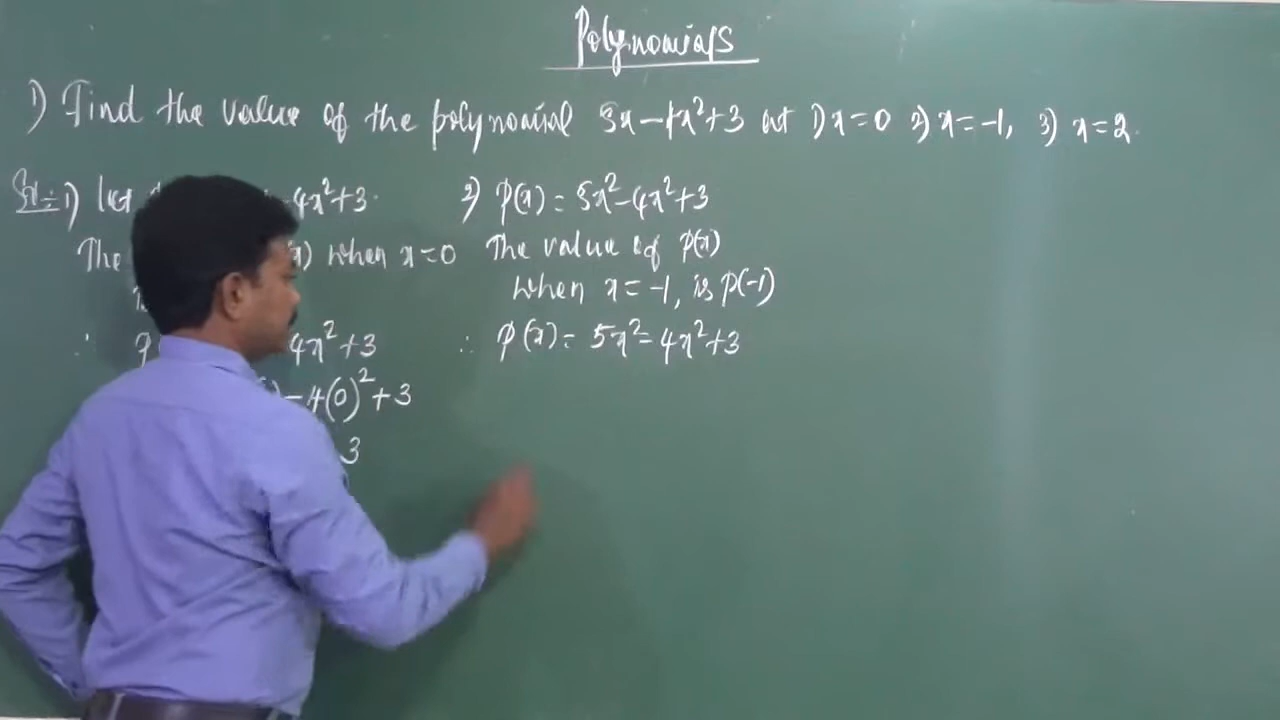 Polynomials
1) Find the value of the polynomial 5x-4x²+3 at 1) x=0 2) x=-1, 3) x=2.
Sol:- 1) let 4x²+3.
The (x) when x=0
∴ 4x²+3
-4(0)²+3
3
2) p(x) = 5x²-4x²+3
The value of p(x)
when x=-1, is p(-1)
∴ p(x) = 5x²=4x²+3